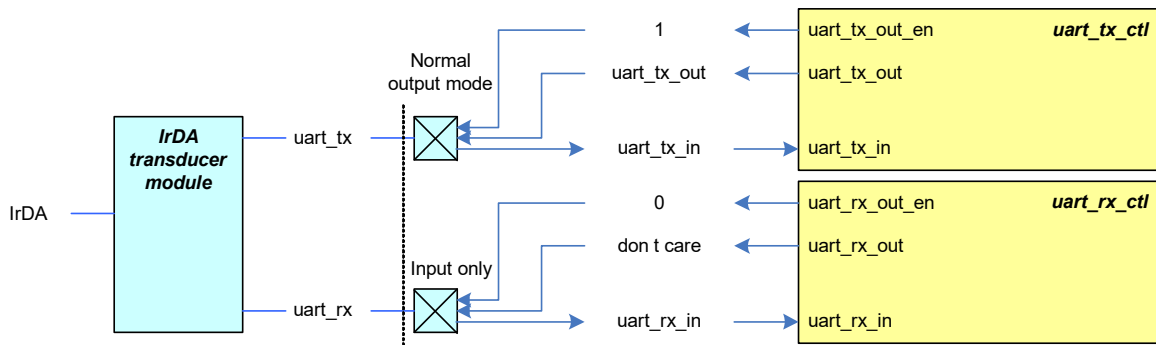 1
uart_tx_out_en
uart_tx_ctl
Normal
output mode
uart_tx_out
uart_tx_out
IrDA
transducer
module
uart_tx
uart_tx_in
uart_tx_in
IrDA
0
uart_rx_out_en
uart_rx_ctl
don t care
uart_rx_out
Input only
uart_rx
uart_rx_in
uart_rx_in